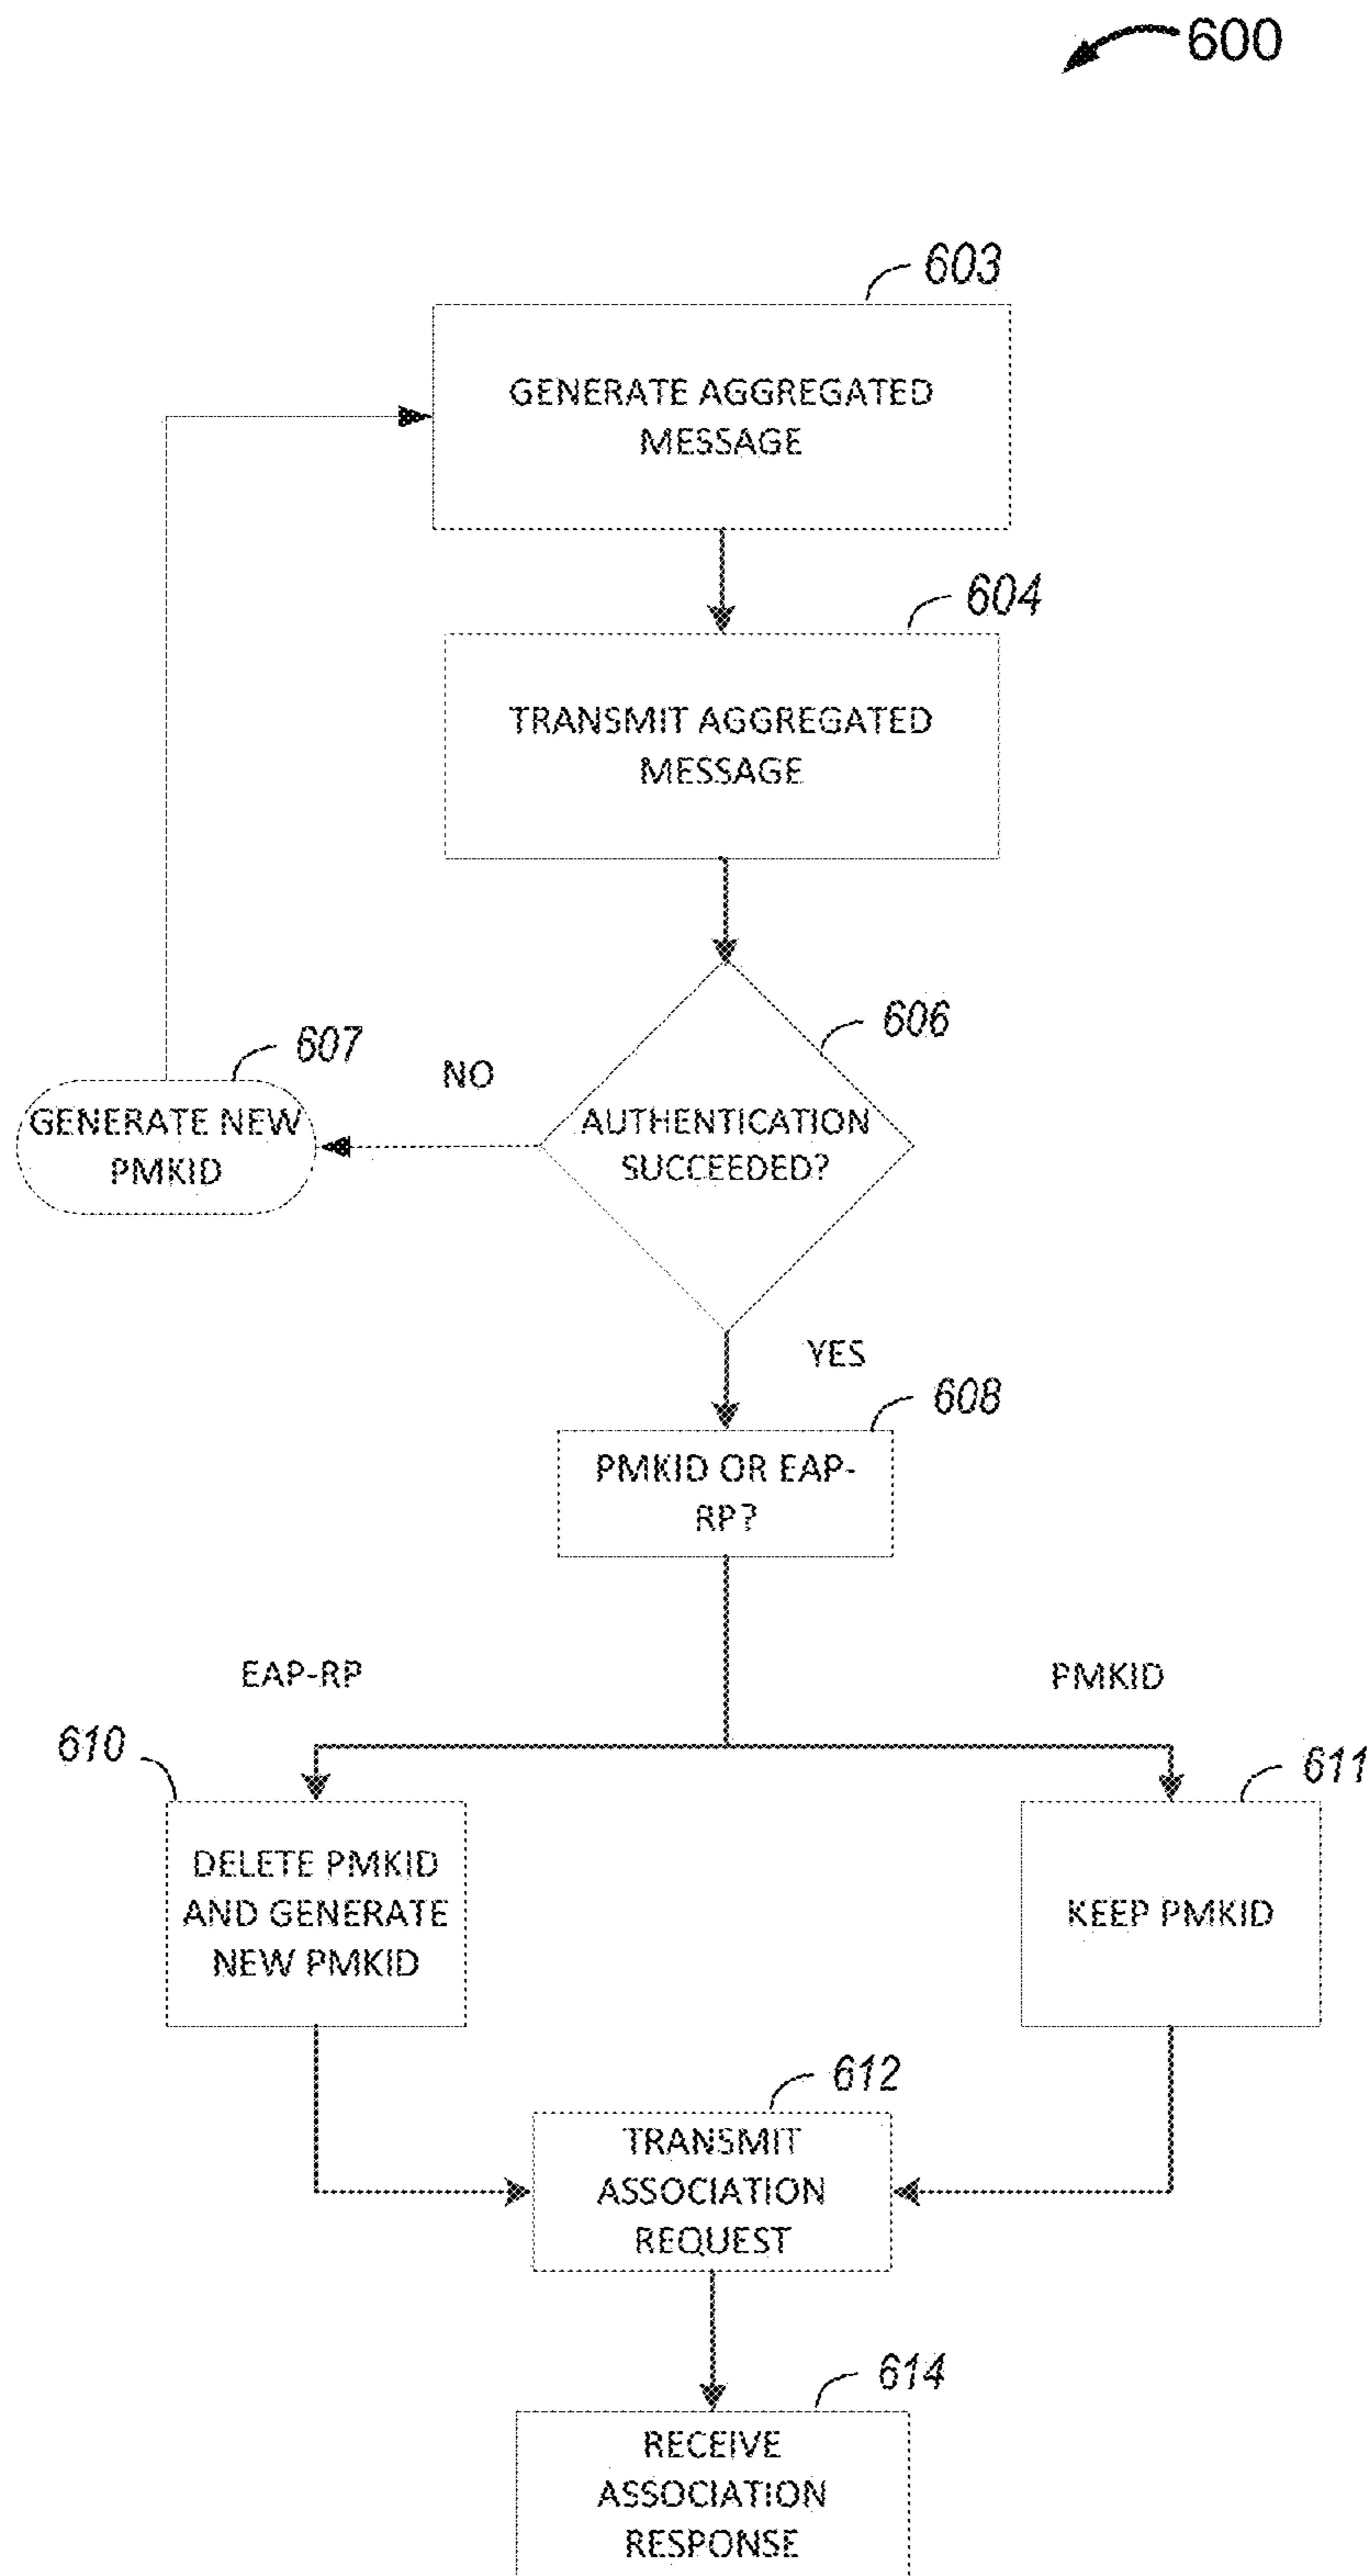 600
603
GENERATE AGGREGATED
MESSAGE
604
TRANSMIT AGGREGATED
MESSAGE
606
AUTHENTICATION
SUCCEEDED?
NO
607
GENERATE NEW
PMKID
YES
608
PMKID OR EAP-
RP?
EAP-RP
PMKID
610
DELETE PMKID
AND GENERATE
NEW PMKID
611
KEEP PMKID
612
TRANSMIT
ASSOCIATION
REQUEST
614
RECEIVE
ASSOCIATION
RESPONSE